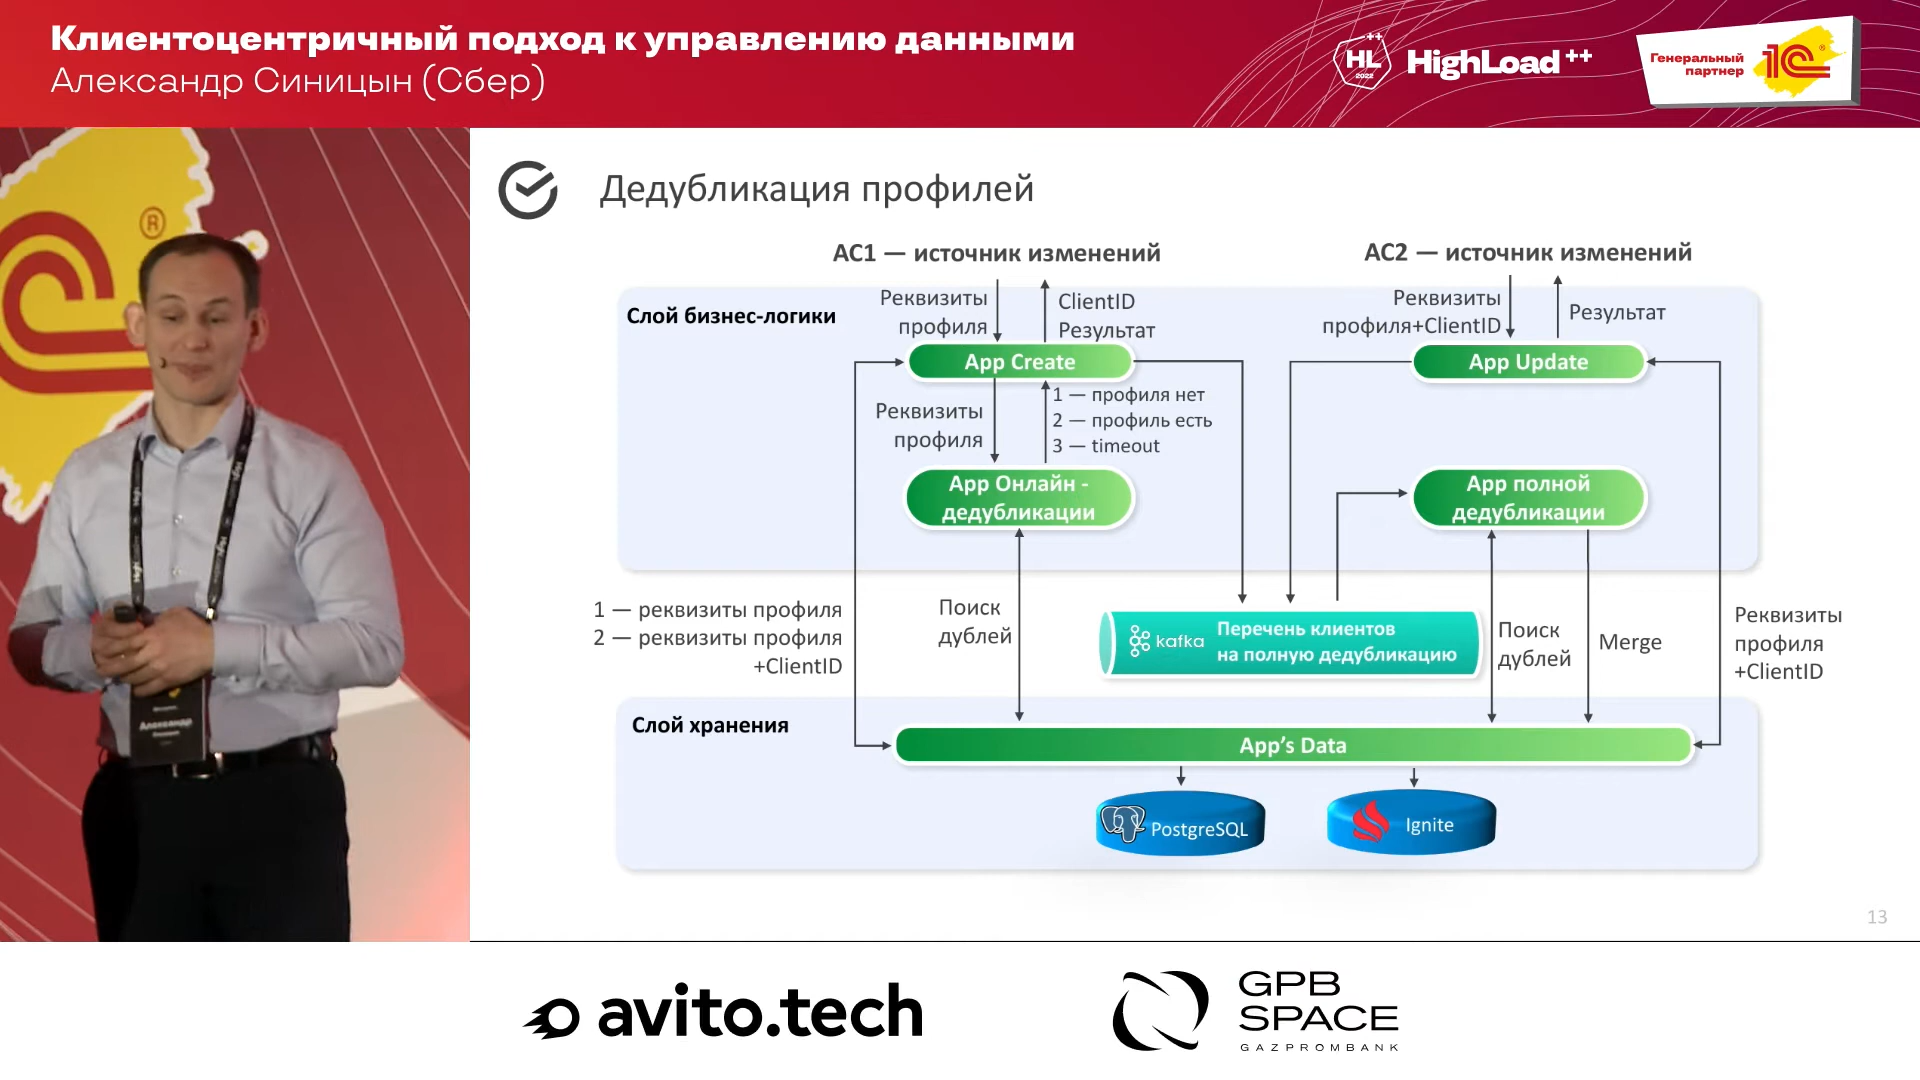 Клиентоцентричный подход к управлению данными
Александр Синицын (Сбер)
HL++
2022
HighLoad++
Генеральный
партнер
1С®
®
Александр
Дедубликация профилей
АС1 — источник изменений
АС2 — источник изменений
Слой бизнес-логики
Реквизиты
профиля
ClientID
Результат
Реквизиты
профиля+ClientID
Результат
App Create
App Update
Реквизиты
профиля
1 — профиля нет
2 — профиль есть
3 — timeout
App Онлайн -
дедубликации
App полной
дедубликации
1 — реквизиты профиля
2 — реквизиты профиля
+ClientID
Поиск
дублей
kafka
Перечень клиентов
на полную дедубликацию
Поиск
дублей
Merge
Реквизиты
профиля
+ClientID
Слой хранения
App’s Data
PostgreSQL
Ignite
13
avito.tech
GPB
SPACE
GAZPROMBANK